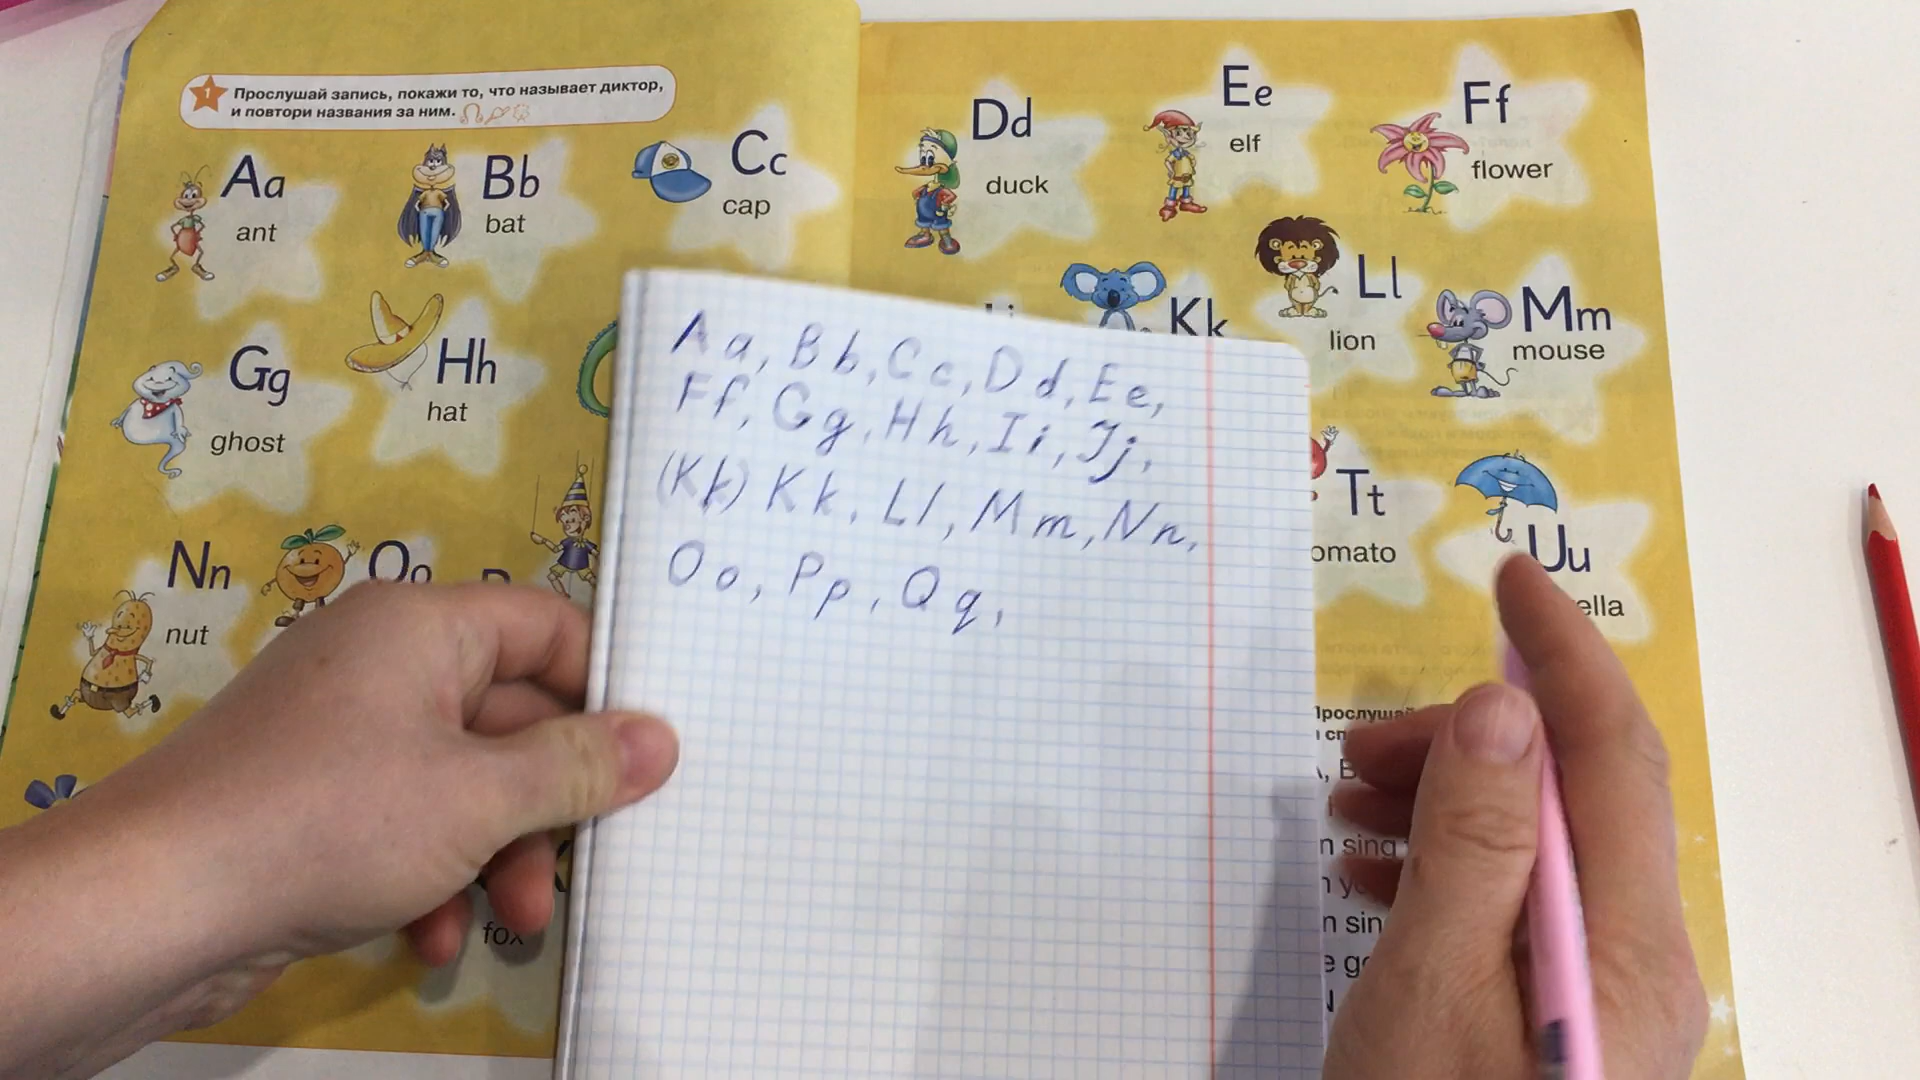 1
Прослушай запись, покажи то, что называет диктор,
и повтори названия за ним.
Aa
ant
Bb
bat
Cc
cap
Dd
duck
Ee
elf
Ff
flower
Gg
ghost
Hh
hat
Kk
Ll
lion
Mm
mouse
Nn
nut
Oo
Tt
omato
Uu
ella
fox
Aa, Bb, Cc, Dd, Ee,
Ff, Gg, Hh, Ii, Jj,
(Kk) Kk, Ll, Mm, Nn,
Oo, Pp, Qq,
Прослушай
n sing
n sin